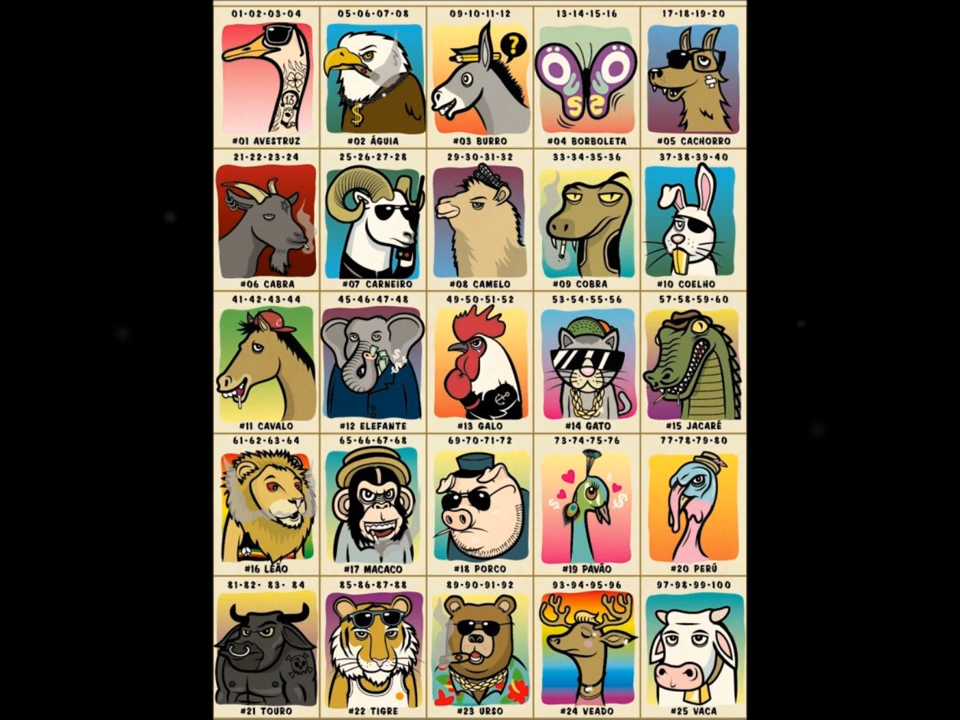 01·02·03·04
05·06·07·08
09·10·11·12
13·14·15·16
17·18·19·20
?
$
#01 AVESTRUZ
#02 ÁGUIA
#03 BURRO
#04 BORBOLETA
#05 CACHORRO
21·22·23·24
25·26·27·28
29·30·31·32
33·34·35·36
37·38·39·40
#06 CABRA
#07 CARNEIRO
#08 CAMELO
#09 COBRA
#10 COELHO
41·42·43·44
45·46·47·48
49·50·51·52
53·54·55·56
57·58·59·60
#11 CAVALO
#12 ELEFANTE
#13 GALO
#14 GATO
#15 JACARÉ
61·62·63·64
65·66·67·68
69·70·71·72
73·74·75·76
77·78·79·80
#16 LEÃO
#17 MACACO
#18 PORCO
#19 PAVÃO
#20 PERÚ
81·82· 83· 84
85·86·87·88
89·90·91·92
93·94·95·96
97·98·99·100
#21 TOURO
#22 TIGRE
#23 URSO
#24 VEADO
#25 VACA